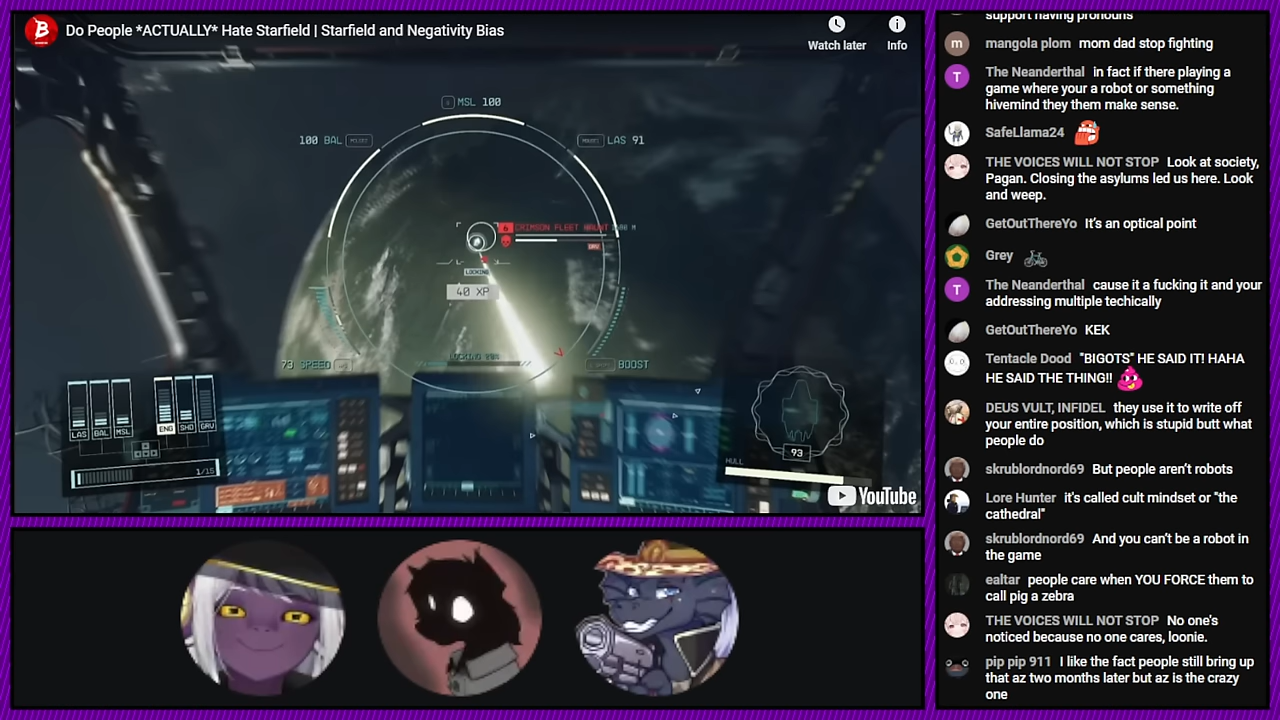 Do People *ACTUALLY* Hate Starfield | Starfield and Negativity Bias
Watch later
Info
MSL 100
100 BAL
LAS 91
6 CRIMSON FLEET HAUNT
LOCKING
40 XP
73 SPEED
BOOST
LAS BAL MSL ENG SHD GRV
1/15
HULL
93
YouTube
support having pronouns
mangola plom mom dad stop fighting
The Neanderthal in fact if there playing a
game where your a robot or something
hivemind they them make sense.
SafeLlama24
THE VOICES WILL NOT STOP Look at society,
Pagan. Closing the asylums led us here. Look
and weep.
GetOutThereYo It's an optical point
Grey
The Neanderthal cause it a fucking it and your
addressing multiple techically
GetOutThereYo KEK
Tentacle Dood "BIGOTS" HE SAID IT! HAHA
HE SAID THE THING!!
DEUS VULT, INFIDEL they use it to write off
your entire position, which is stupid butt what
people do
skrublordnord69 But people aren't robots
Lore Hunter it's called cult mindset or "the
cathedral"
skrublordnord69 And you can't be a robot in
the game
ealtar people care when YOU FORCE them to
call pig a zebra
THE VOICES WILL NOT STOP No one's
noticed because no one cares, loonie.
pip pip 911 I like the fact people still bring up
that az two months later but az is the crazy
one